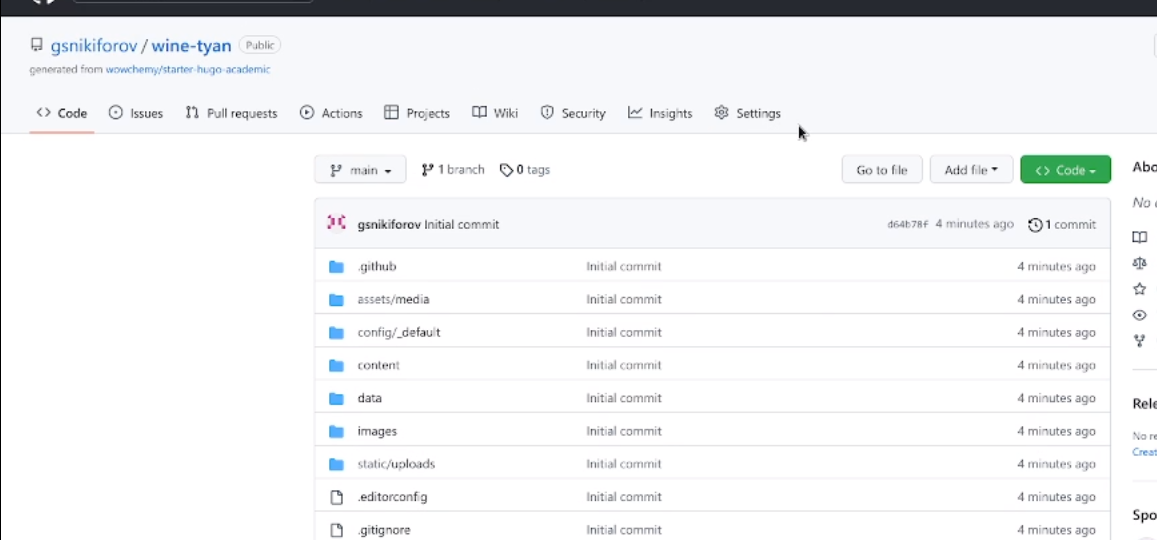 gsnikiforov / wine-tyan Public
generated from wowchemy/starter-hugo-academic
Code Issues Pull requests Actions Projects Wiki Security Insights Settings
main 1 branch 0 tags Go to file Add file Code
gsnikiforov Initial commit d64b78f 4 minutes ago 1 commit
.github Initial commit 4 minutes ago
assets/media Initial commit 4 minutes ago
config/_default Initial commit 4 minutes ago
content Initial commit 4 minutes ago
data Initial commit 4 minutes ago
images Initial commit 4 minutes ago
static/uploads Initial commit 4 minutes ago
.editorconfig Initial commit 4 minutes ago
.gitignore Initial commit 4 minutes ago
Abo
No
Rele
No re
Creat
Spo